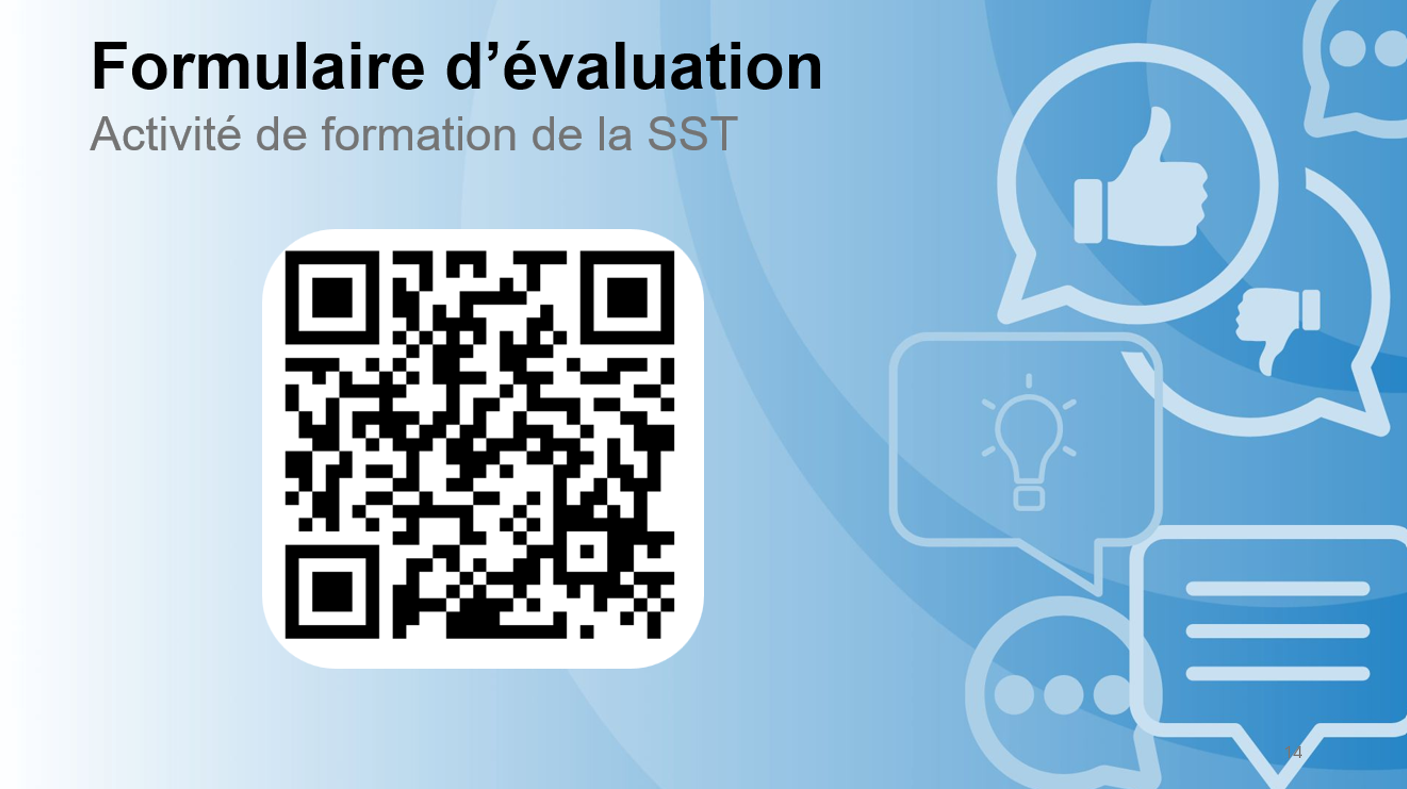 Formulaire d’évaluation
Activité de formation de la SST
14